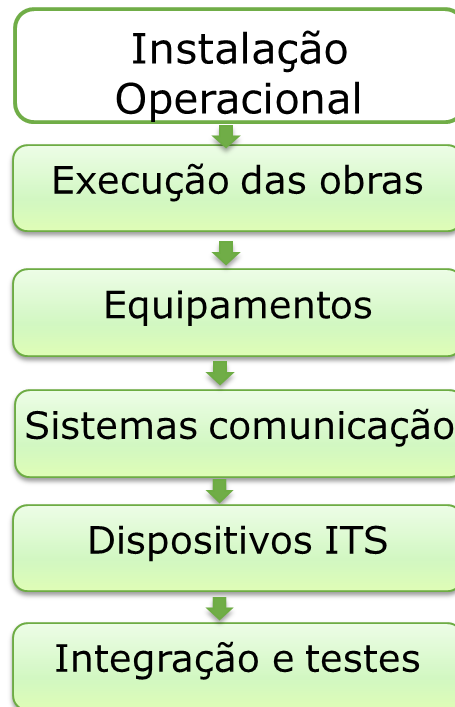 Instalação
Operacional
Execução das obras
Equipamentos
Sistemas comunicação
Dispositivos ITS
Integração e testes